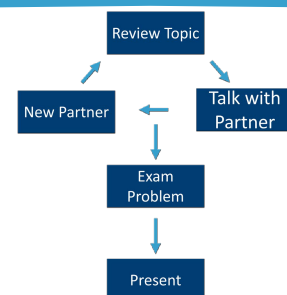 Review Topic
New Partner
Talk with
Partner
Exam
Problem
Present